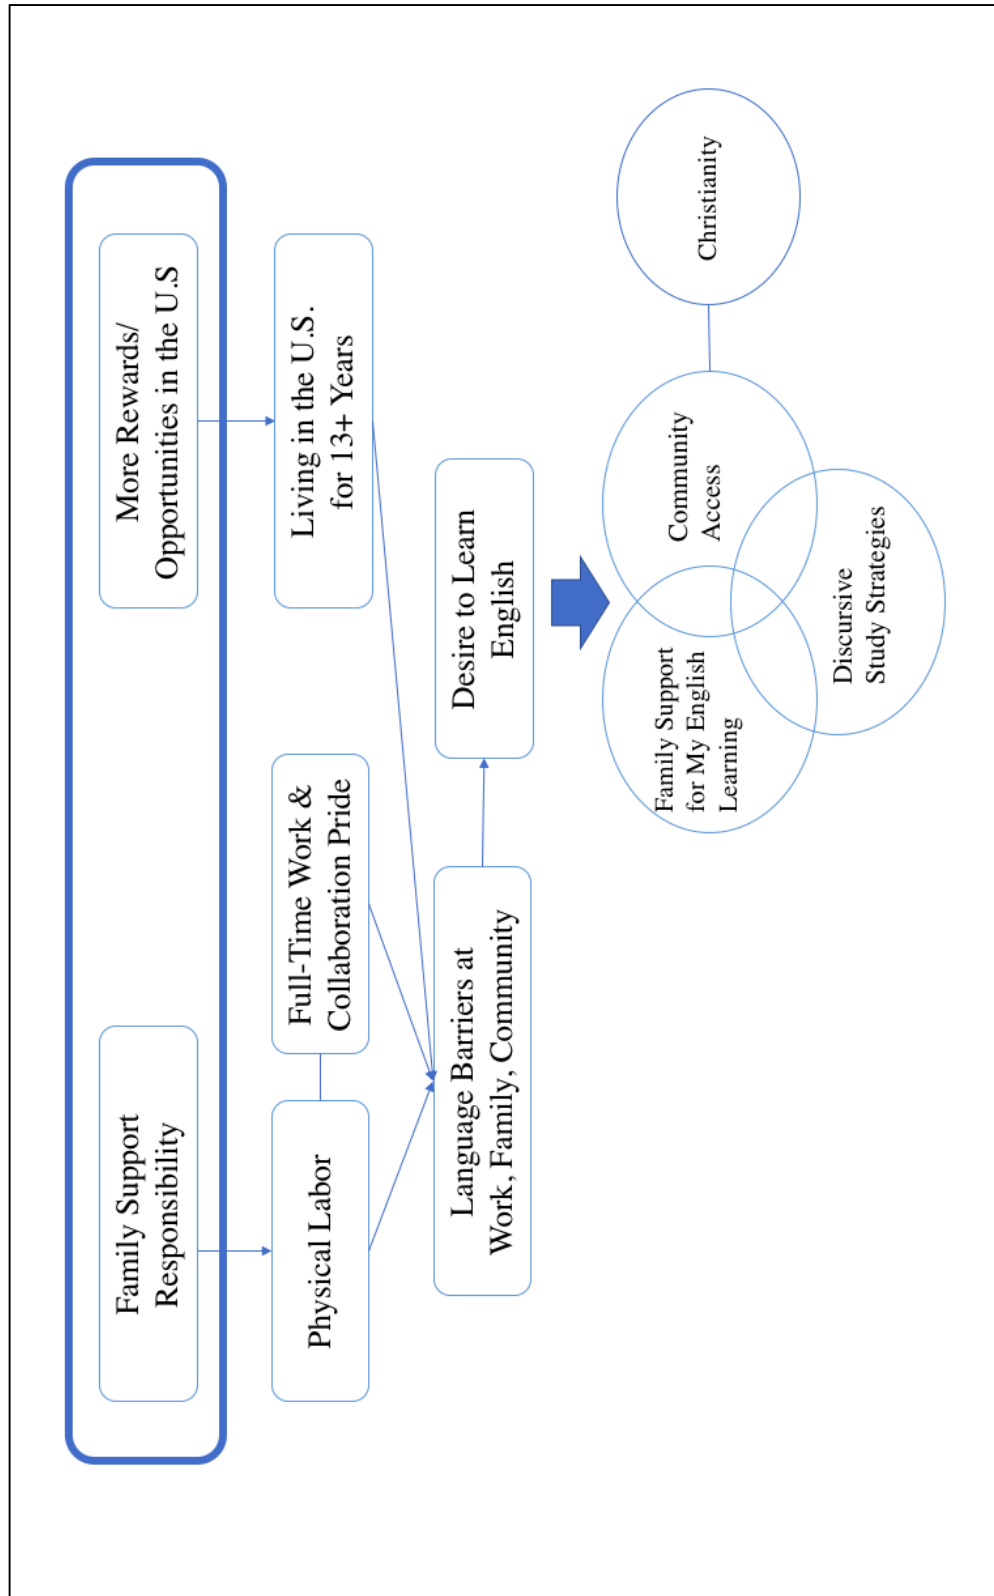 Family Support
Responsibility
More Rewards/
Opportunities in the U.S
Physical Labor
Full-Time Work &
Collaboration Pride
Living in the U.S.
for 13+ Years
Language Barriers at
Work, Family, Community
Desire to Learn
English
Family Support
for My English
Learning
Community
Access
Christianity
Discursive
Study Strategies